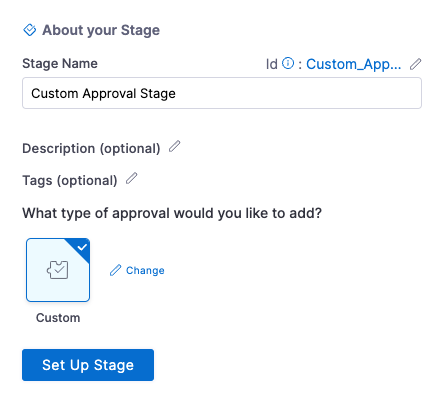 About your Stage
Stage Name
Id : Custom_App...
Custom Approval Stage
Description (optional)
Tags (optional)
What type of approval would you like to add?
Change
Custom
Set Up Stage